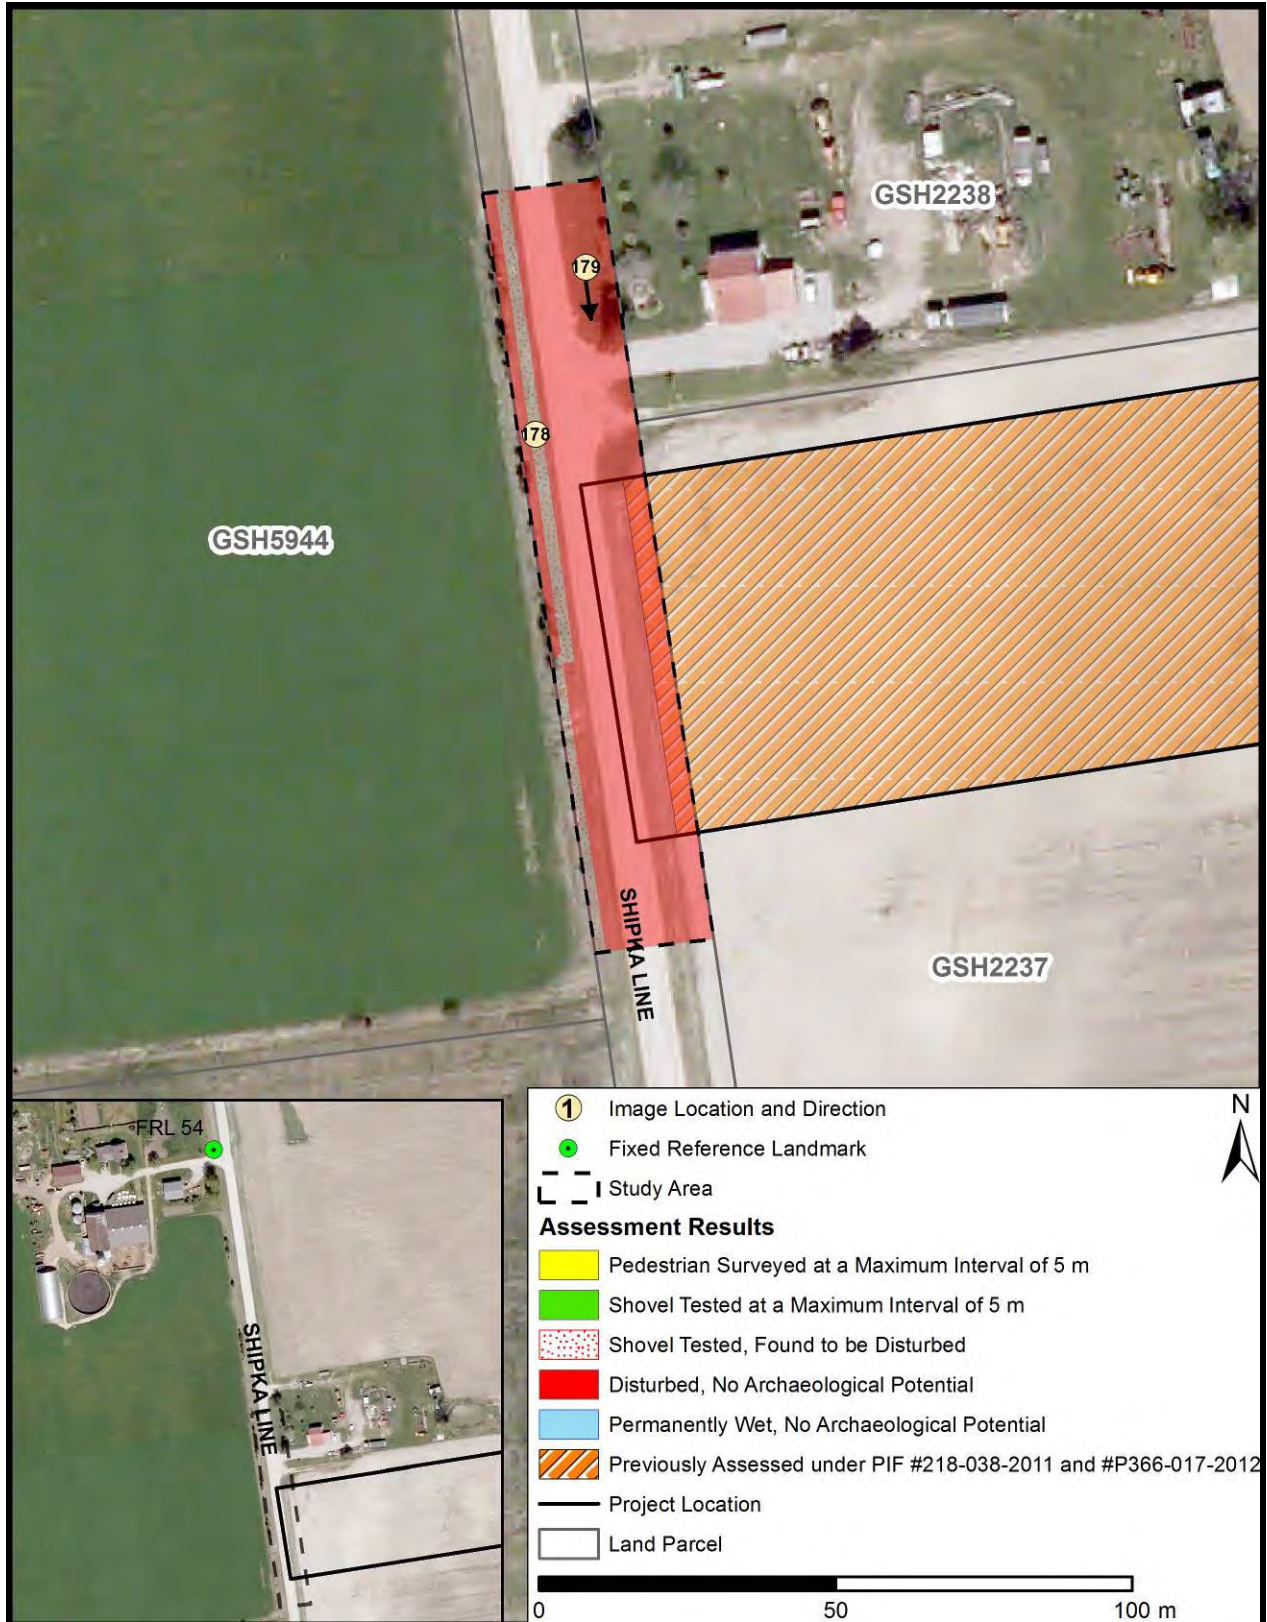 GSH2238
179
178
GSH5944
SHIPKA LINE
GSH2237
FRL 54
SHIPKA LINE
1 Image Location and Direction
Fixed Reference Landmark
Study Area
Assessment Results
Pedestrian Surveyed at a Maximum Interval of 5 m
Shovel Tested at a Maximum Interval of 5 m
Shovel Tested, Found to be Disturbed
Disturbed, No Archaeological Potential
Permanently Wet, No Archaeological Potential
Previously Assessed under PIF #218-038-2011 and #P366-017-2012
Project Location
Land Parcel
N
0 50 100 m